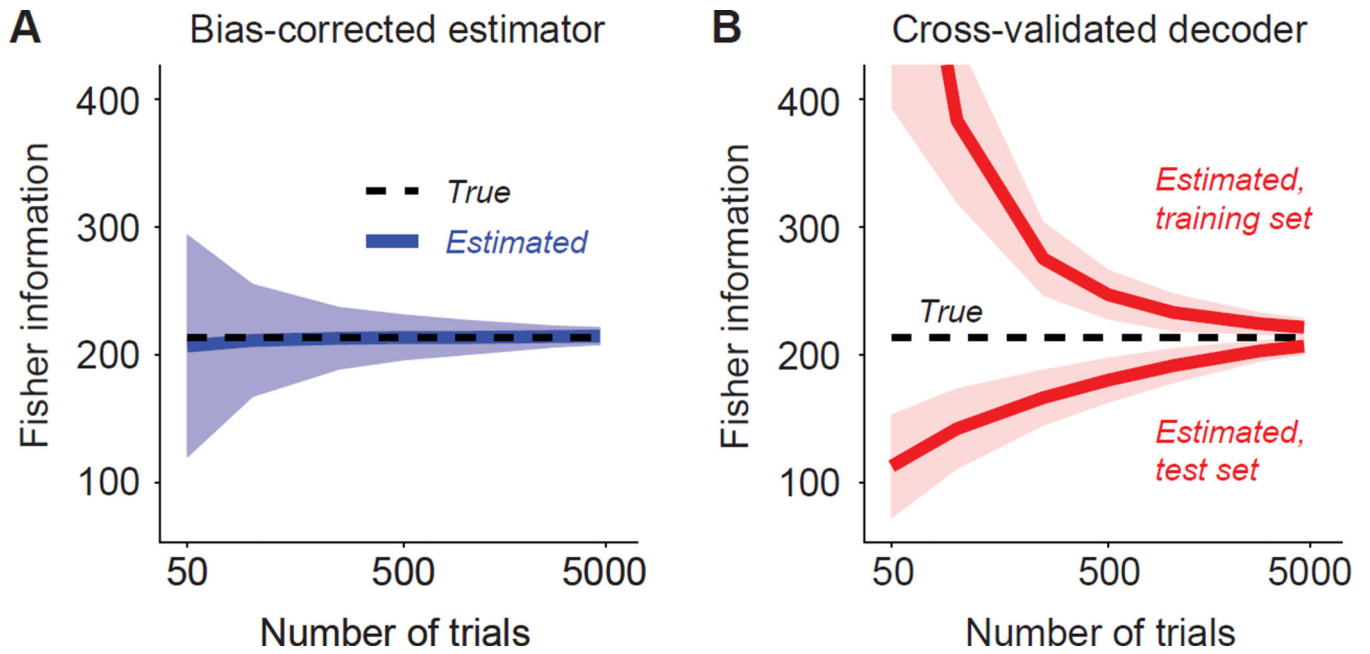 A
Bias-corrected estimator
400
300
200
100
Fisher information
True
Estimated
50
500
5000
Number of trials
B
Cross-validated decoder
400
300
200
100
Fisher information
Estimated,
training set
True
Estimated,
test set
50
500
5000
Number of trials